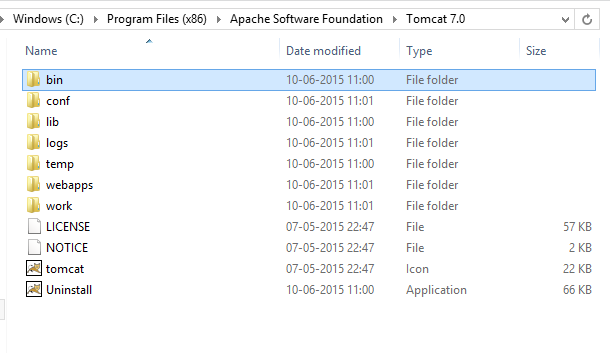 Windows (C:) Program Files (x86) Apache Software Foundation Tomcat 7.0
Name Date modified Type Size
bin 10-06-2015 11:00 File folder
conf 10-06-2015 11:01 File folder
lib 10-06-2015 11:00 File folder
logs 10-06-2015 11:01 File folder
temp 10-06-2015 11:00 File folder
webapps 10-06-2015 11:01 File folder
work 10-06-2015 11:01 File folder
LICENSE 07-05-2015 22:47 File 57 KB
NOTICE 07-05-2015 22:47 File 2 KB
tomcat 07-05-2015 22:47 Icon 22 KB
Uninstall 10-06-2015 11:00 Application 66 KB